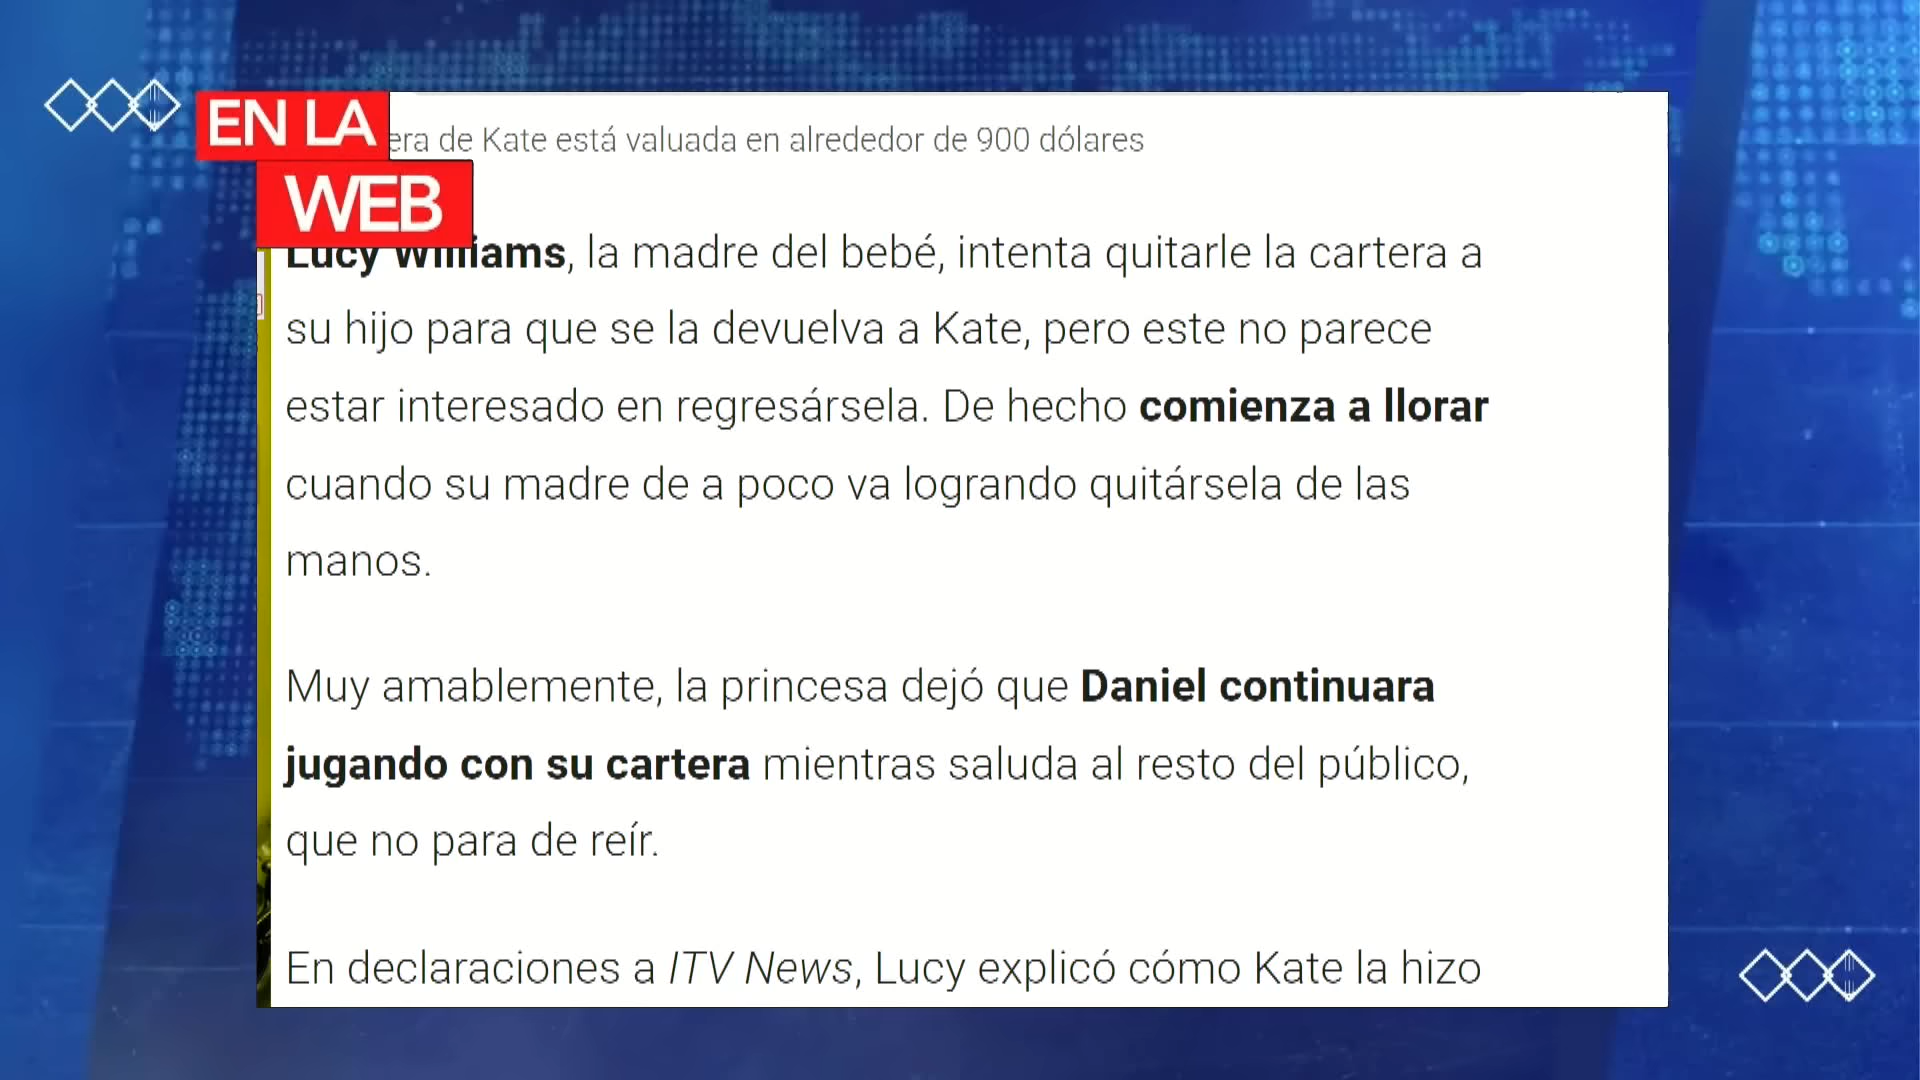 EN LA
WEB
era de Kate está valuada en alrededor de 900 dólares
Lucy Williams, la madre del bebé, intenta quitarle la cartera a
su hijo para que se la devuelva a Kate, pero este no parece
estar interesado en regresársela. De hecho comienza a llorar
cuando su madre de a poco va logrando quitársela de las
manos.
Muy amablemente, la princesa dejó que Daniel continuara
jugando con su cartera mientras saluda al resto del público,
que no para de reír.
En declaraciones a ITV News, Lucy explicó cómo Kate la hizo